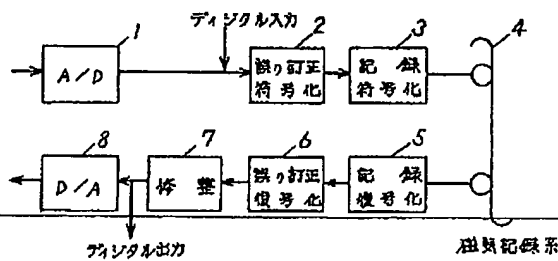 ディジタル入力
1
2
3
4
A/D
誤り訂正
符号化
記録
符号化
8
7
6
5
D/A
修整
誤り訂正
復号化
記録
復号化
ディジタル出力
磁気記録系